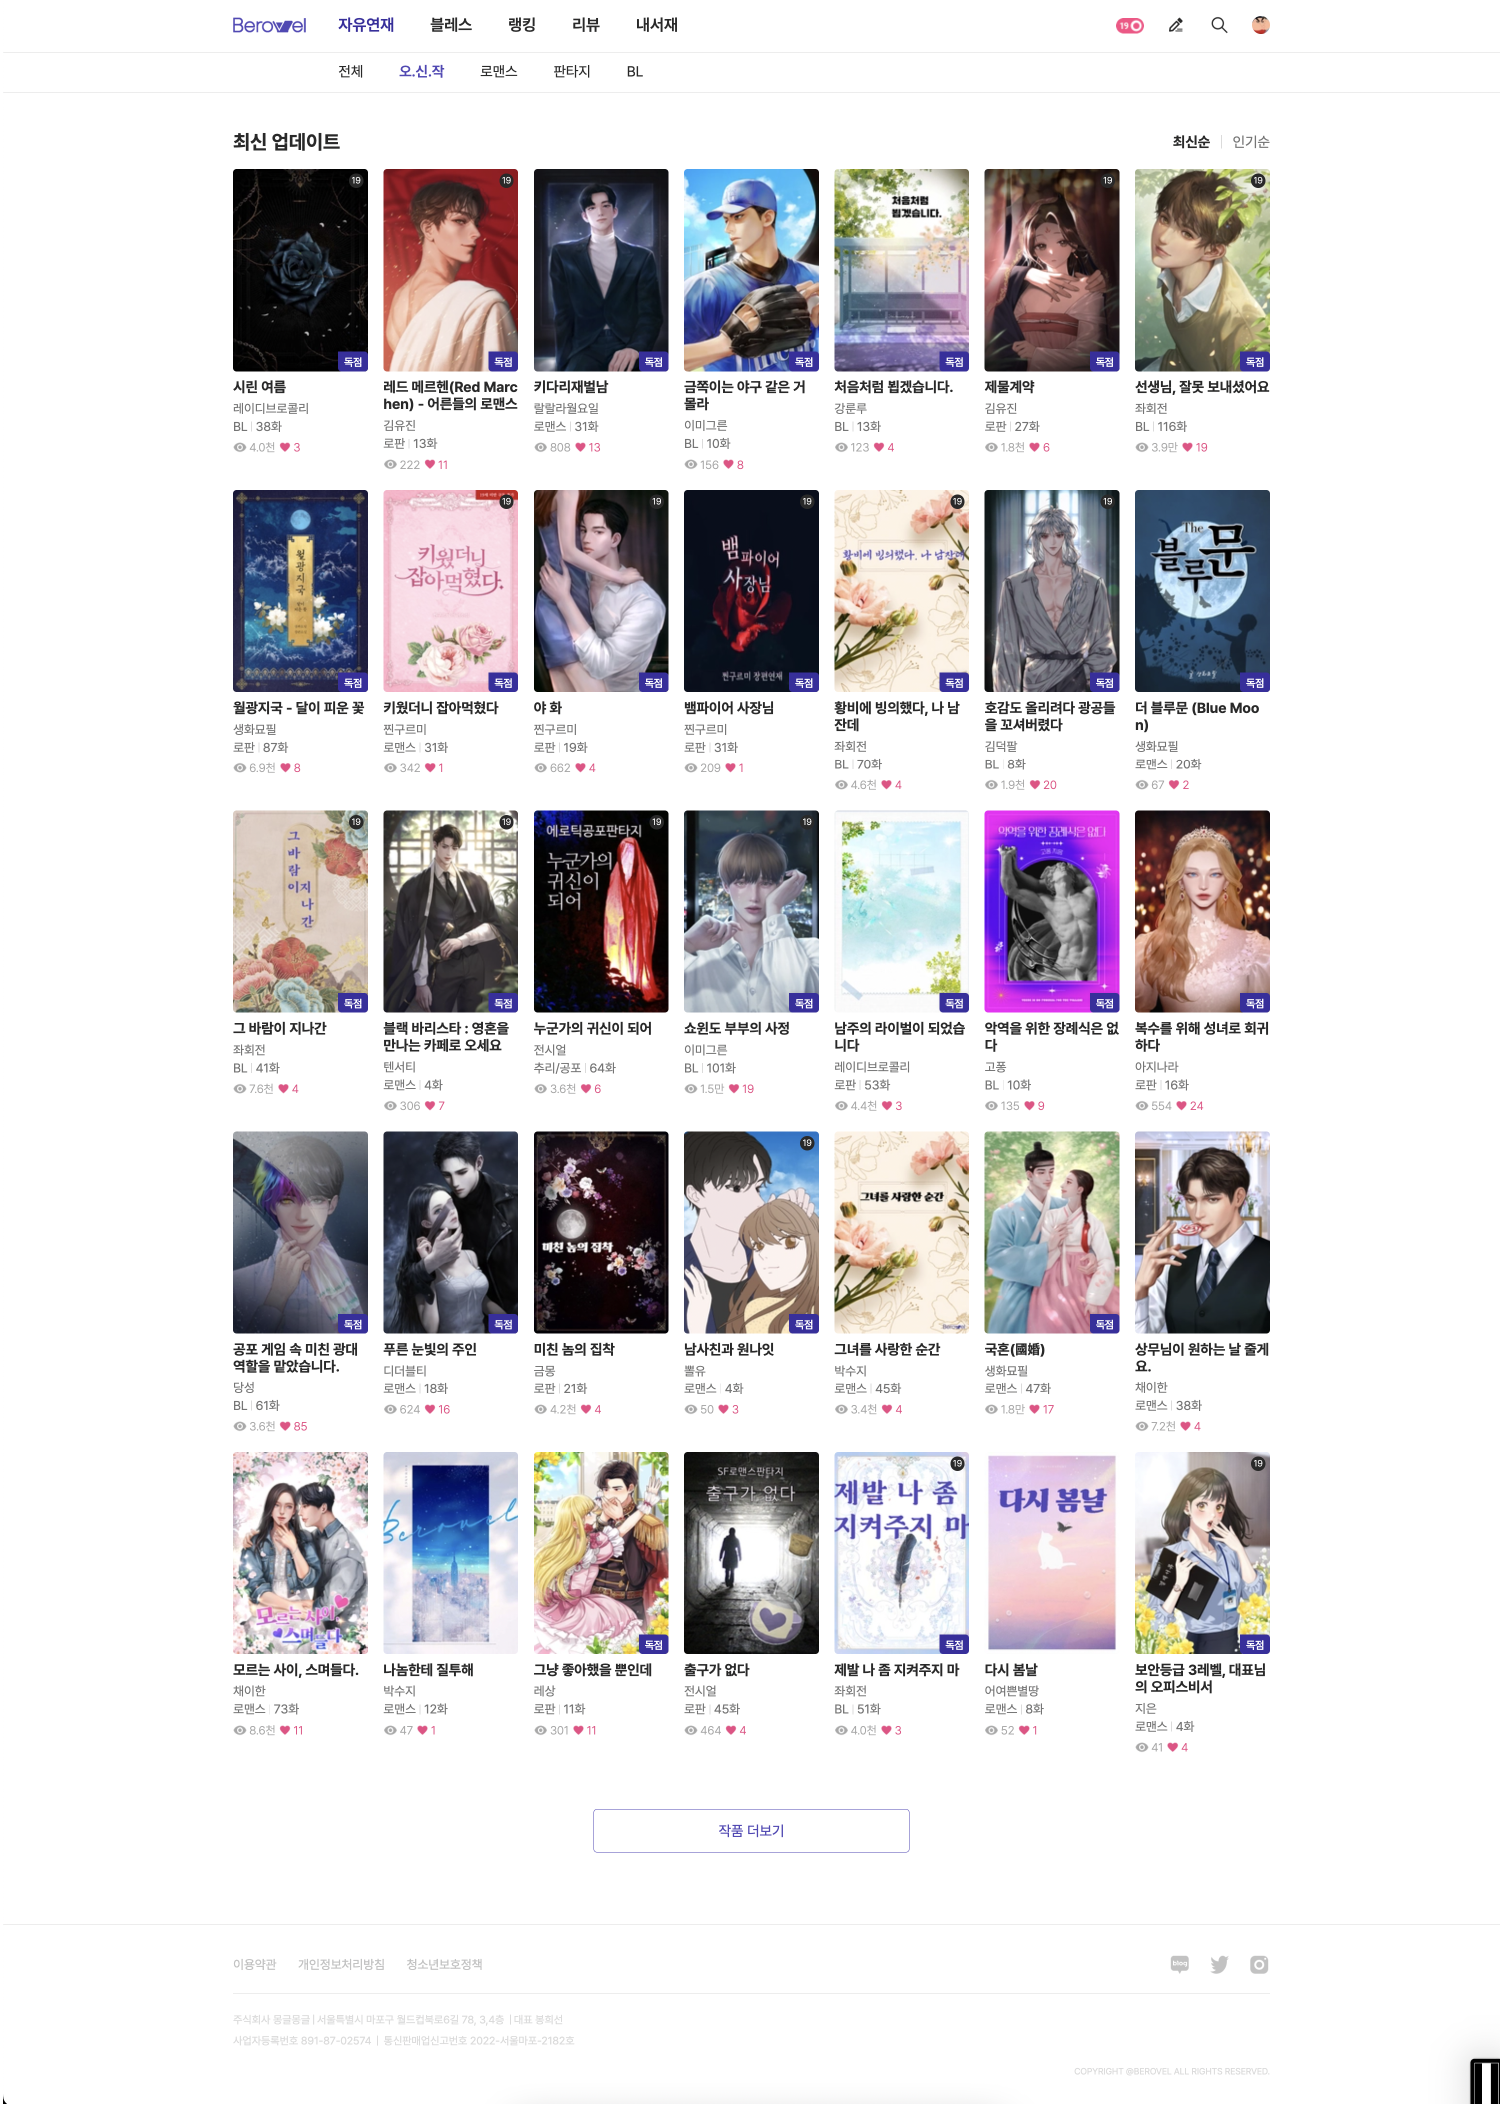 Berovel 자유연재 블레스 랭킹 리뷰 내서재 19
전체 오.신.작 로맨스 판타지 BL
최신 업데이트 최신순 인기순
19 19 처음처럼 19 19
뵙겠습니다.
독점 독점 독점 독점 독점 독점 독점
시린 여름
레이디브로콜리
BL 38화
4.0천 3
레드 메르헨(Red Marc
hen) - 어른들의 로맨스
김유진
로판 13화
222 11
키다리재벌남
랄랄라월요일
로맨스 31화
808 13
금쪽이는 야구 같은 거
몰라
이미그른
BL 10화
156 8
처음처럼 뵙겠습니다.
강룬루
BL 13화
123 4
제물계약
김유진
로판 27화
1.8천 6
선생님, 잘못 보내셨어요
좌회전
BL 116화
3.9만 19
월광지국
독점
월광지국 - 달이 피운 꽃
생화묘필
로판 87화
6.9천 8
19
키웠더니
잡아먹혔다.
독점
키웠더니 잡아먹혔다
찐구르미
로맨스 31화
342 1
19
독점
야 화
찐구르미
로판 19화
662 4
19
뱀파이어
사장님
찐구르미 장편연재
독점
뱀파이어 사장님
찐구르미
로판 31화
209 1
19
황비에 빙의했다, 나 남잔데
독점
황비에 빙의했다, 나 남
잔데
좌회전
BL 70화
4.6천 4
19
독점
호감도 올리려다 광공들
을 꼬셔버렸다
김덕팔
BL 8화
1.9천 20
The
블루문
글 생화묘필
독점
더 블루문 (Blue Moo
n)
생화묘필
로맨스 20화
67 2
19
그 바람이
지나간
독점
그 바람이 지나간
좌회전
BL 41화
7.6천 4
19
독점
블랙 바리스타 : 영혼을
만나는 카페로 오세요
텐서티
로맨스 4화
306 7
19
에로틱공포판타지
누군가의
귀신이
되어
누군가의 귀신이 되어
전시얼
추리/공포 64화
3.6천 6
19
독점
쇼윈도 부부의 사정
이미그른
BL 101화
1.5만 19
독점
남주의 라이벌이 되었습
니다
레이디브로콜리
로판 53화
4.4천 3
악역을 위한 장례식은 없다
독점
악역을 위한 장례식은 없
다
고퐁
BL 10화
135 9
독점
복수를 위해 성녀로 회귀
하다
아지나라
로판 16화
554 24
독점
공포 게임 속 미친 광대
역할을 맡았습니다.
당성
BL 61화
3.6천 85
독점
푸른 눈빛의 주인
디더블티
로맨스 18화
624 16
미친 놈의 집착
미친 놈의 집착
금몽
로판 21화
4.2천 4
19
독점
남사친과 원나잇
뽈유
로맨스 4화
50 3
그녀를 사랑한 순간
Berovel
그녀를 사랑한 순간
박수지
로맨스 45화
3.4천 4
독점
국혼(國婚)
생화묘필
로맨스 47화
1.8만 17
상무님이 원하는 날 줄게
요.
채이한
로맨스 38화
7.2천 4
모르는 사이,
스며들다
모르는 사이, 스며들다.
채이한
로맨스 73화
8.6천 11
Berovel
나놈한테 질투해
박수지
로맨스 12화
47 1
독점
그냥 좋아했을 뿐인데
레상
로판 11화
301 11
SF로맨스판타지
출구가 없다
출구가 없다
전시얼
로판 45화
464 4
19
제발 나 좀
지켜주지 마
독점
제발 나 좀 지켜주지 마
좌회전
BL 51화
4.0천 3
다시 봄날
다시 봄날
어여쁜별땅
로맨스 8화
52 1
19
독점
보안등급 3레벨, 대표님
의 오피스비서
지은
로맨스 4화
41 4
작품 더보기
이용약관 개인정보처리방침 청소년보호정책 blog
주식회사 몽글몽글 | 서울특별시 마포구 월드컵북로6길 78, 3,4층 | 대표 봉희선
사업자등록번호 891-87-02574 | 통신판매업신고번호 2022-서울마포-2182호
COPYRIGHT @BEROVEL ALL RIGHTS RESERVED.